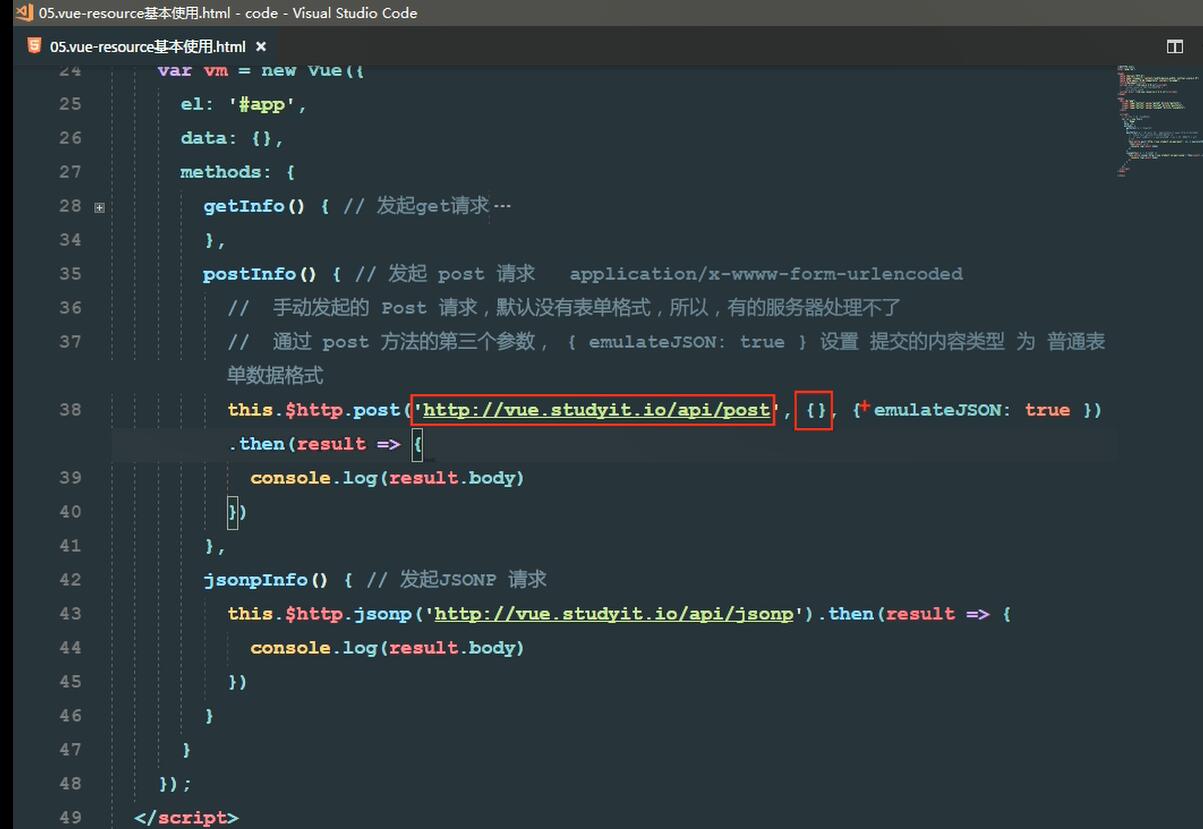 05.vue-resource基本使用.html - code - Visual Studio Code
05.vue-resource基本使用.html ×
24 var vm = new Vue({
25 el: '#app',
26 data: {},
27 methods: {
28 getInfo() { // 发起get请求···
34 },
35 postInfo() { // 发起 post 请求 application/x-wwww-form-urlencoded
36 // 手动发起的 Post 请求，默认没有表单格式，所以，有的服务器处理不了
37 // 通过 post 方法的第三个参数， { emulateJSON: true } 设置 提交的内容类型 为 普通表
单数据格式
38 this.$http.post('http://vue.studyit.io/api/post', {}, { emulateJSON: true })
.then(result => {
39 console.log(result.body)
40 })
41 },
42 jsonpInfo() { // 发起JSONP 请求
43 this.$http.jsonp('http://vue.studyit.io/api/jsonp').then(result => {
44 console.log(result.body)
45 })
46 }
47 }
48 });
49 </script>